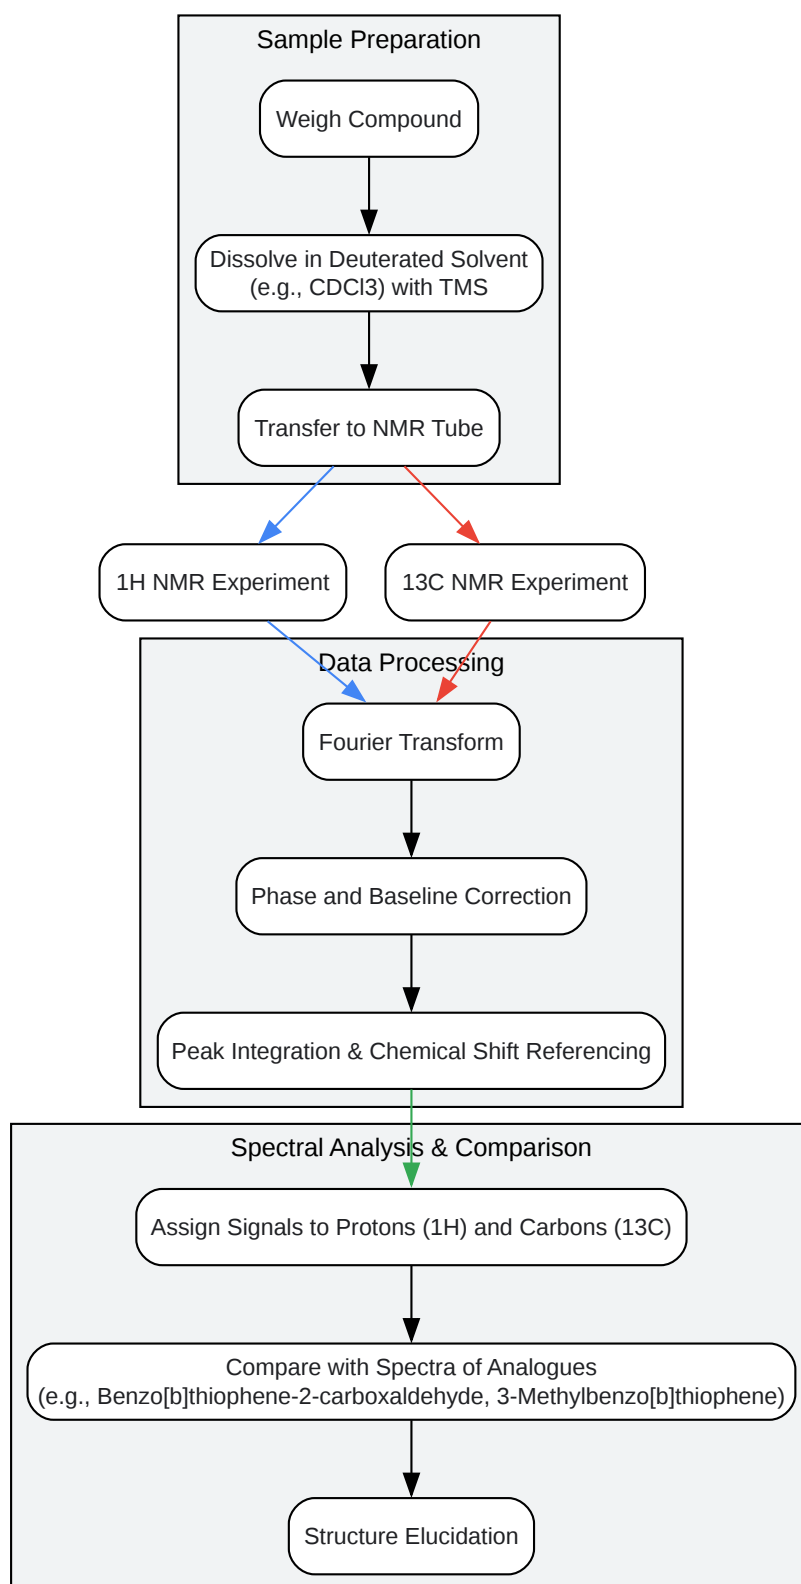 Sample Preparation
Weigh Compound
Dissolve in Deuterated Solvent
(e.g., CDCl3) with TMS
Transfer to NMR Tube
1H NMR Experiment
13C NMR Experiment
Data Processing
Fourier Transform
Phase and Baseline Correction
Peak Integration & Chemical Shift Referencing
Spectral Analysis & Comparison
Assign Signals to Protons (1H) and Carbons (13C)
Compare with Spectra of Analogues
(e.g., Benzo[b]thiophene-2-carboxaldehyde, 3-Methylbenzo[b]thiophene)
Structure Elucidation